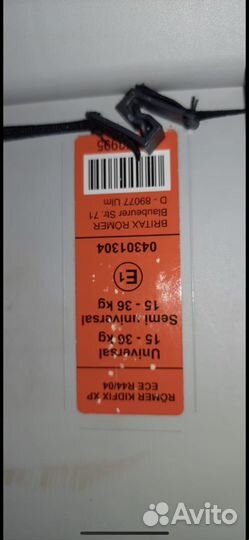 RÖMER KIDFIX XP
ECE R44/04
Universal
15 - 36 kg
Semi universal
15 - 36 kg
E1
04301304
BRITAX RÖMER
Blaubeurer Str. 71
D - 89077 Ulm
Avito